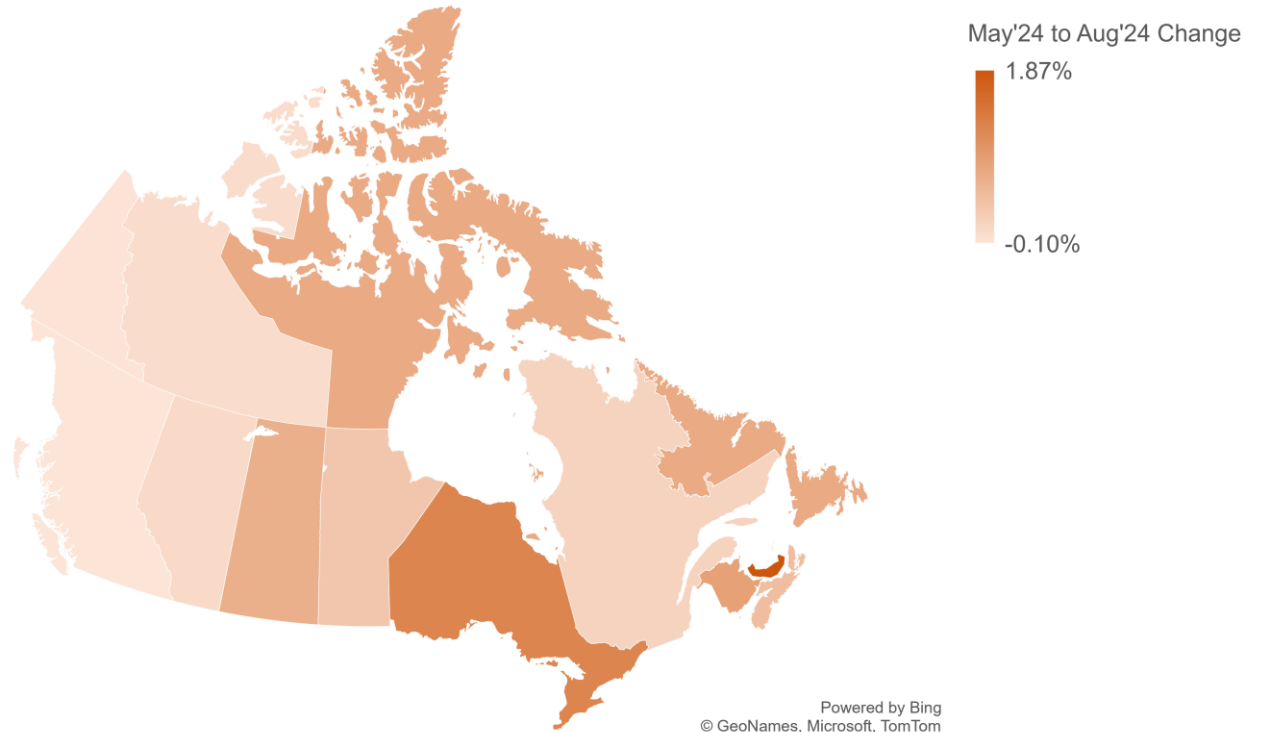 May'24 to Aug'24 Change
1.87%
-0.10%
Powered by Bing
© GeoNames, Microsoft, TomTom